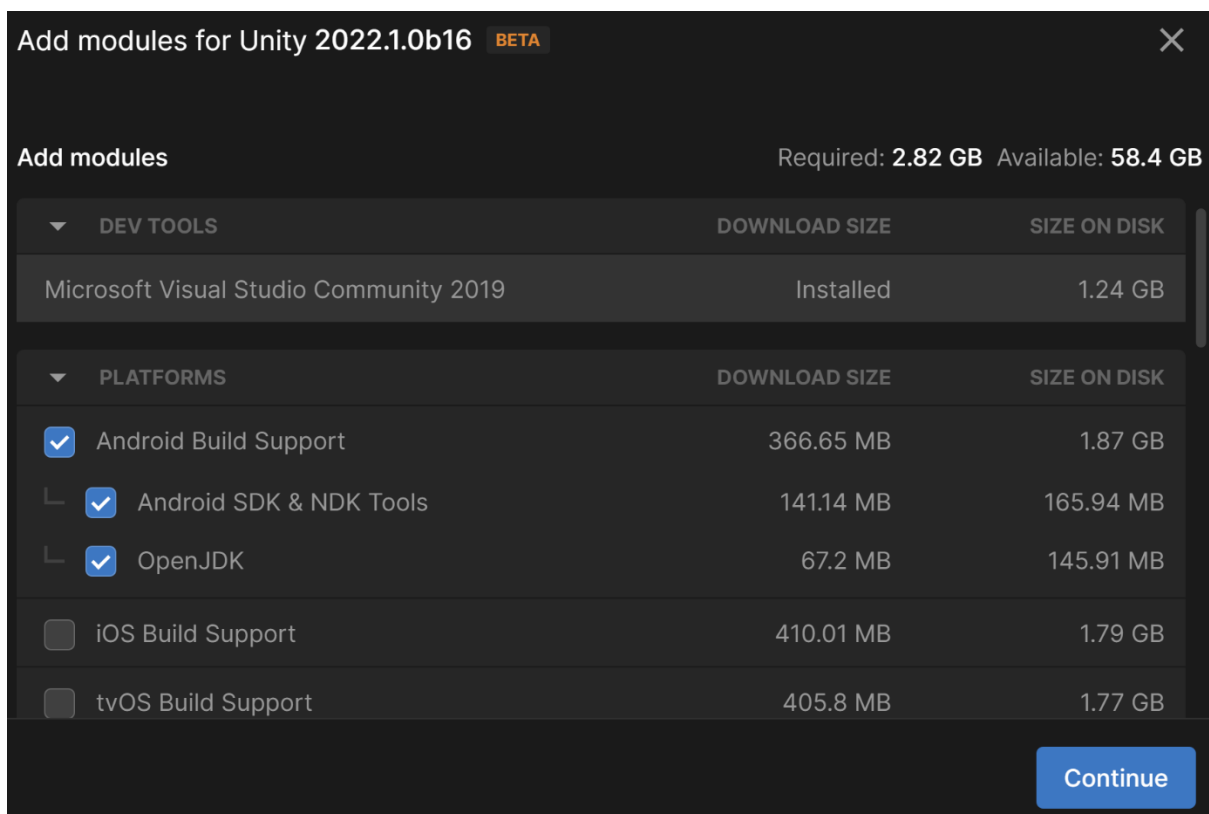 Add modules for Unity 2022.1.0b16 BETA
Add modules Required: 2.82 GB Available: 58.4 GB
DEV TOOLS DOWNLOAD SIZE SIZE ON DISK
Microsoft Visual Studio Community 2019 Installed 1.24 GB
PLATFORMS DOWNLOAD SIZE SIZE ON DISK
Android Build Support 366.65 MB 1.87 GB
Android SDK & NDK Tools 141.14 MB 165.94 MB
OpenJDK 67.2 MB 145.91 MB
iOS Build Support 410.01 MB 1.79 GB
tvOS Build Support 405.8 MB 1.77 GB
Continue